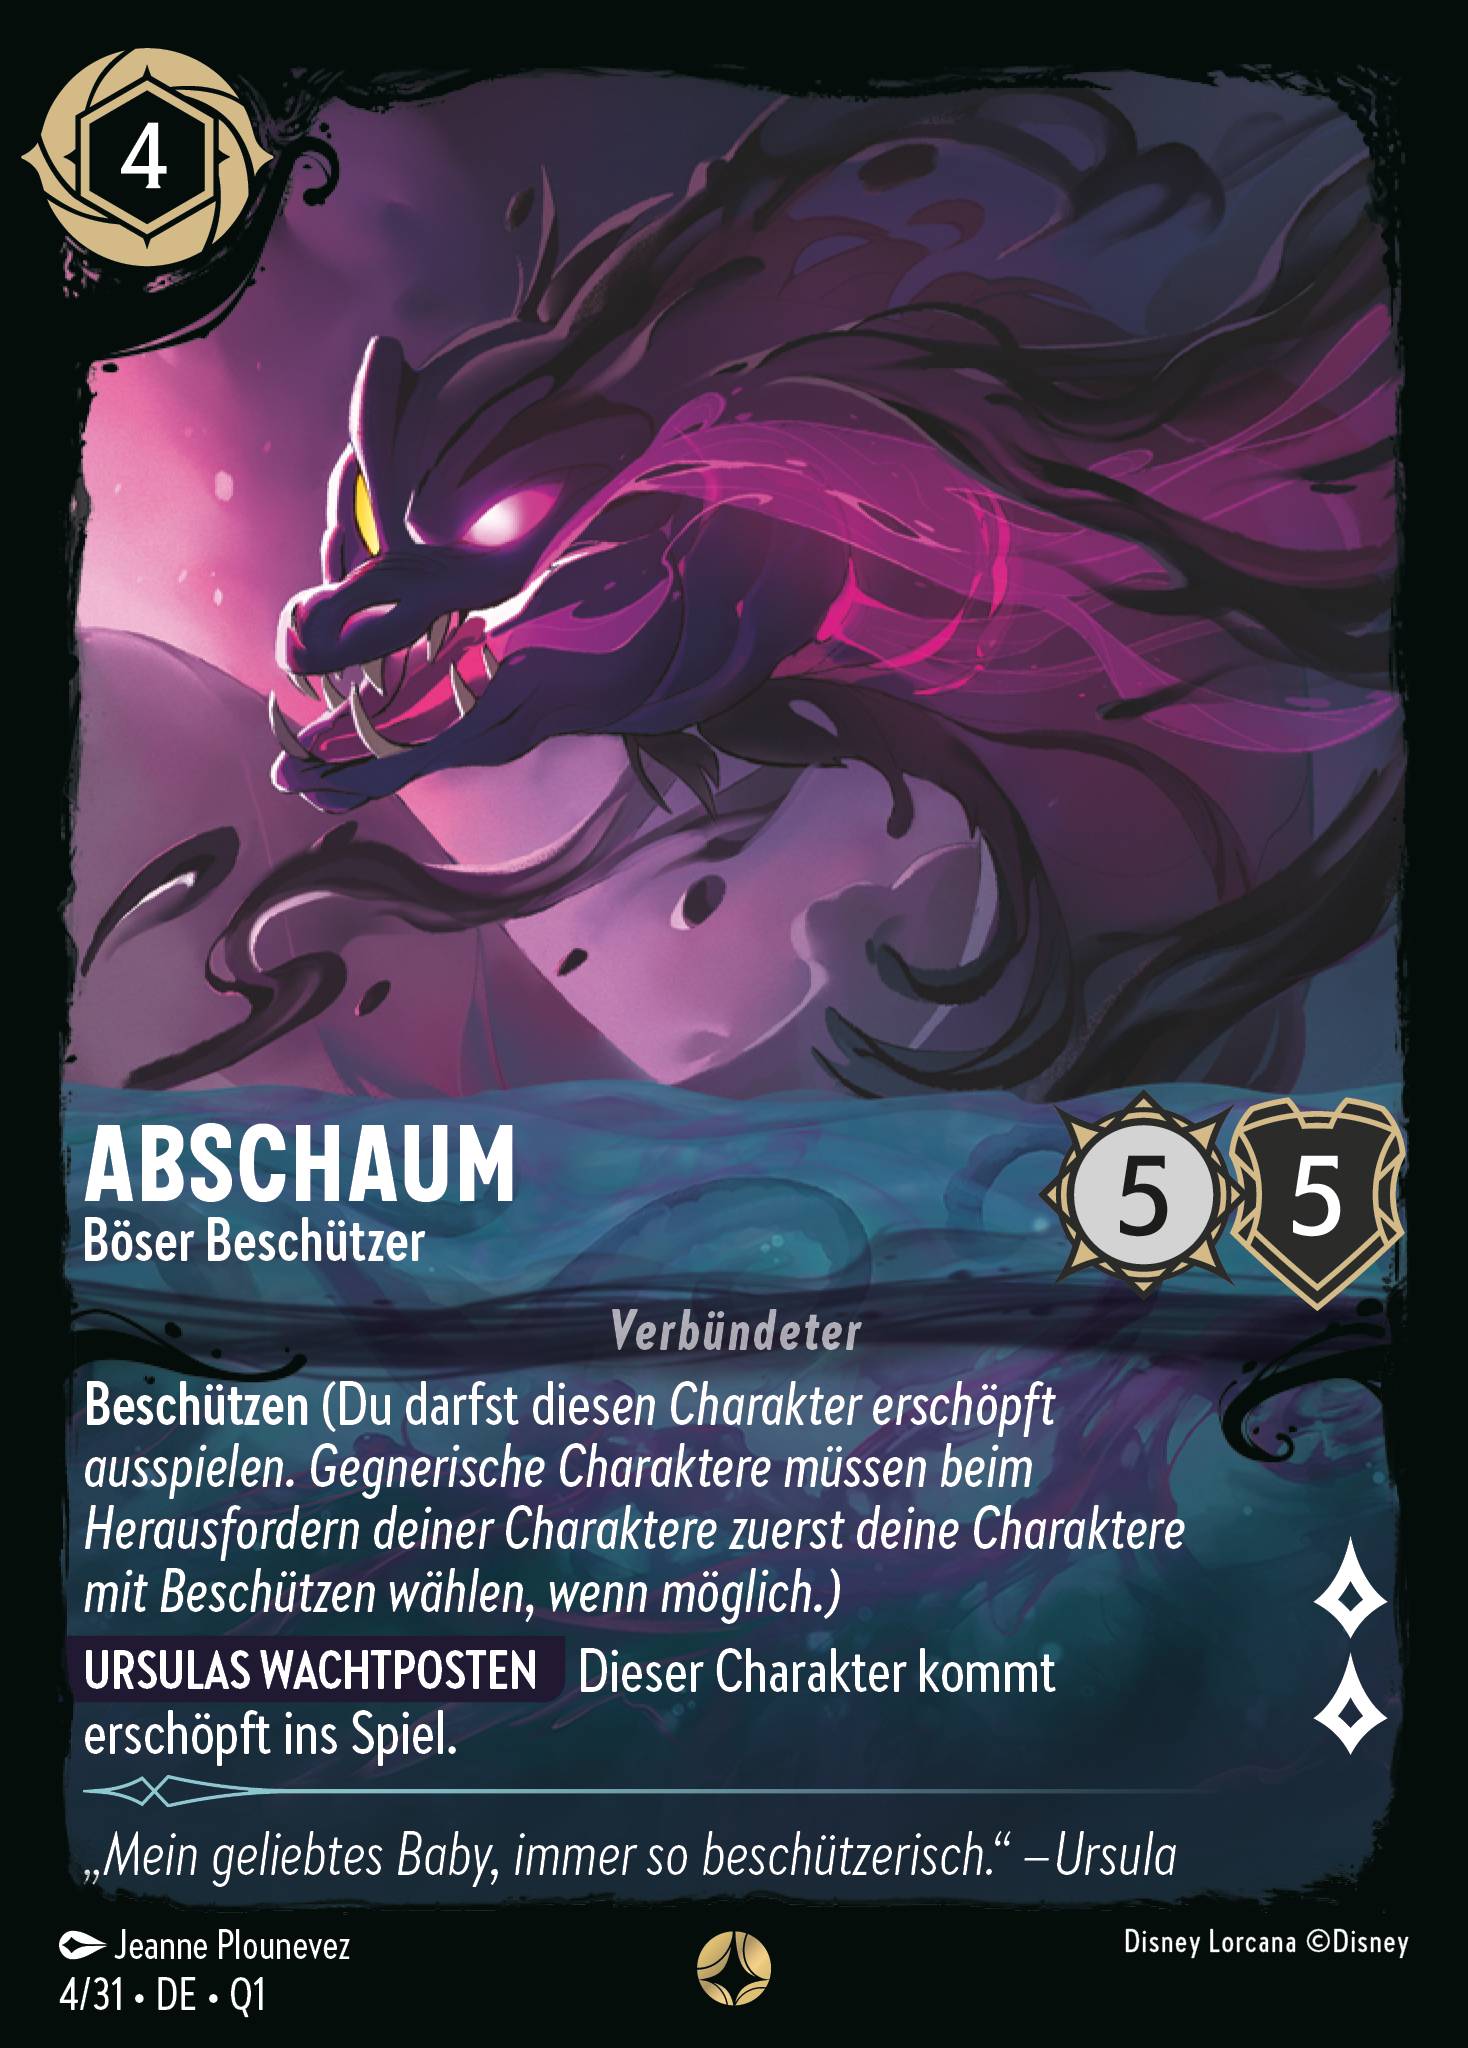 4
ABSCHAUM
Böser Beschützer
5 5
Verbündeter
Beschützen (Du darfst diesen Charakter erschöpft
ausspielen. Gegnerische Charaktere müssen beim
Herausfordern deiner Charaktere zuerst deine Charaktere
mit Beschützen wählen, wenn möglich.)
URSULAS WACHTPOSTEN Dieser Charakter kommt
erschöpft ins Spiel.
„Mein geliebtes Baby, immer so beschützerisch.“ –Ursula
Jeanne Plounevez
Disney Lorcana ©Disney
4/31 • DE • Q1